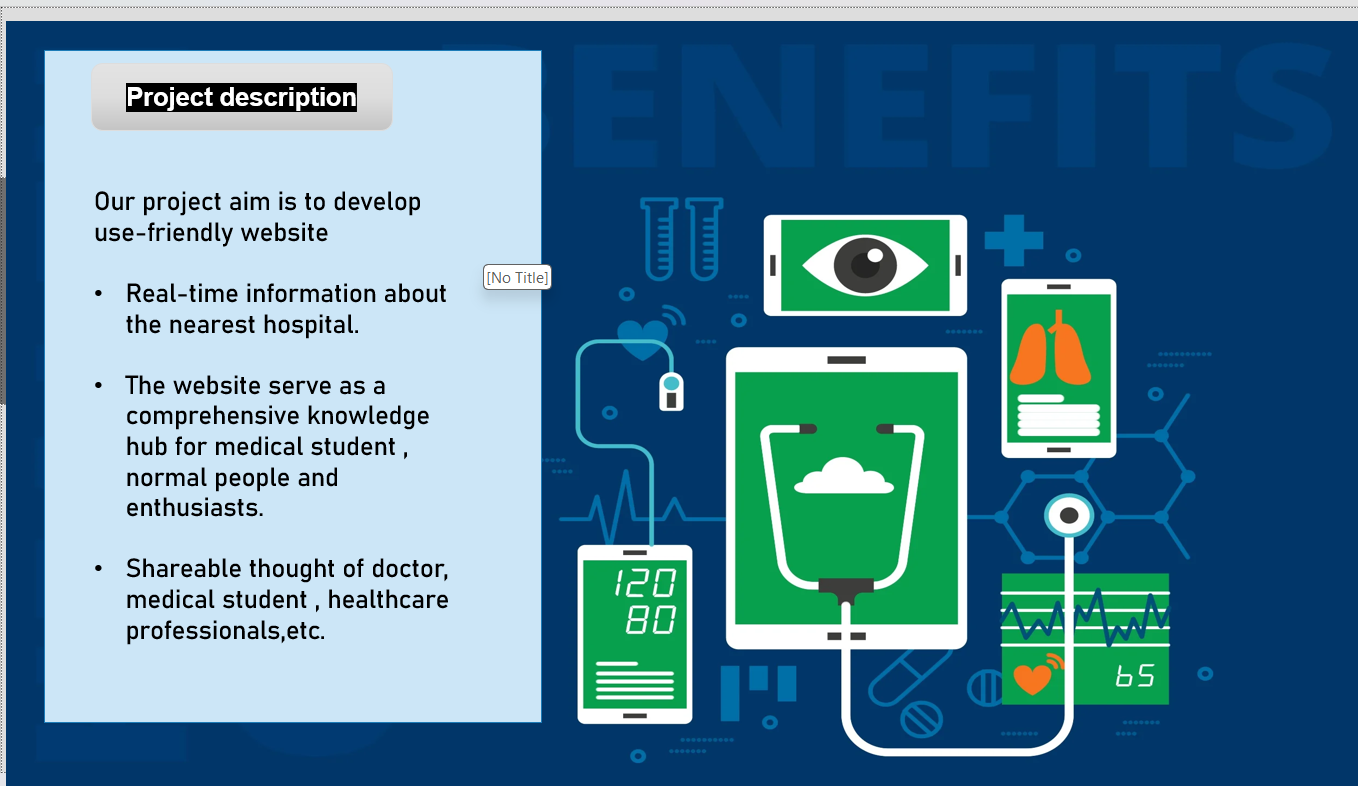 BENEFITS
Project description
Our project aim is to develop
use-friendly website
[No Title]
• Real-time information about
the nearest hospital.
• The website serve as a
comprehensive knowledge
hub for medical student ,
normal people and
enthusiasts.
• Shareable thought of doctor,
medical student , healthcare
professionals,etc.
120
80
65